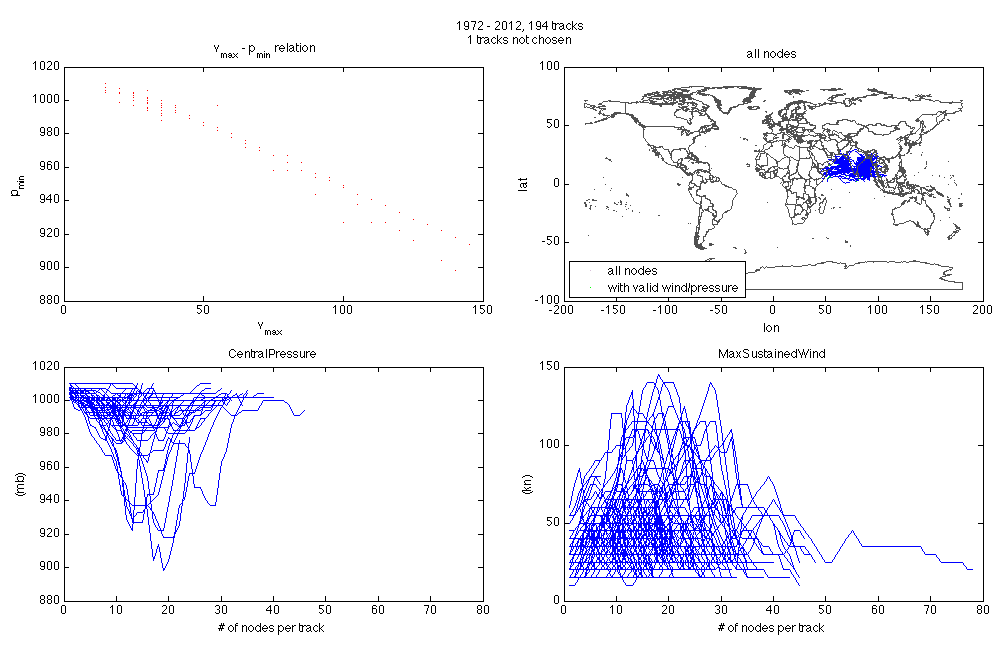 1972 - 2012, 194 tracks
1 tracks not chosen
v_max - p_min relation
1020
1000
980
960
940
920
900
880
p_min
0 50 100 150
v_max
all nodes
100
50
0
-50
-100
lat
all nodes
with valid wind/pressure
-200 -150 -100 -50 0 50 100 150 200
lon
CentralPressure
1020
1000
980
960
940
920
900
880
(mb)
0 10 20 30 40 50 60 70 80
# of nodes per track
MaxSustainedWind
150
100
50
0
(kn)
0 10 20 30 40 50 60 70 80
# of nodes per track